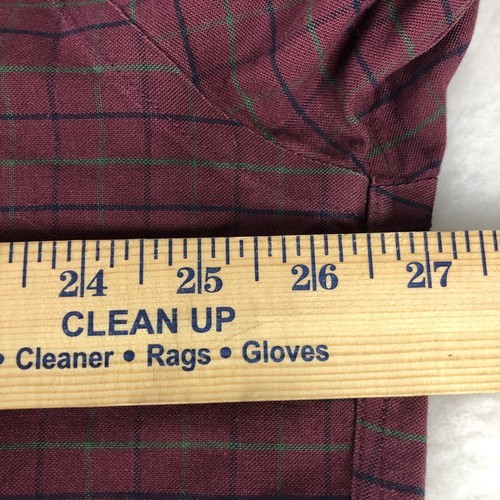 24 25 26 27
CLEAN UP
• Cleaner • Rags • Gloves